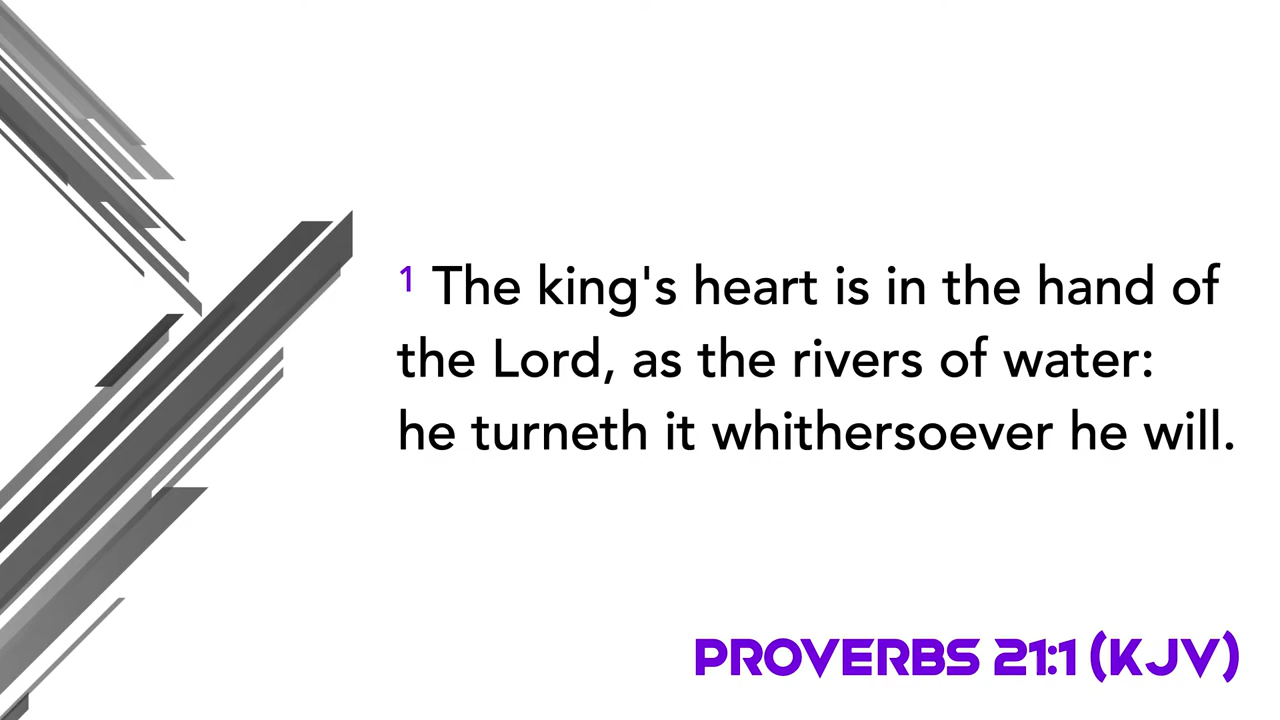 1 The king's heart is in the hand of
the Lord, as the rivers of water:
he turneth it whithersoever he will.
PROVERBS 21:1 (KJV)